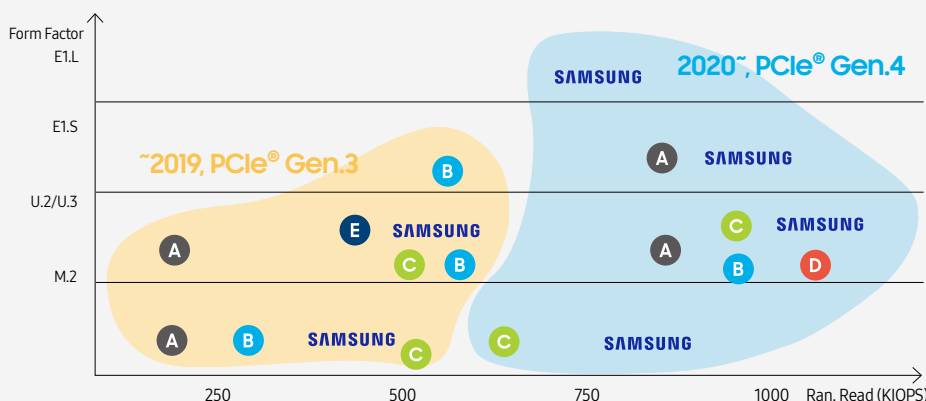 Form Factor
E1.L
SAMSUNG
2020~, PCIe® Gen.4
E1.S
~2019, PCIe® Gen.3
B
A
SAMSUNG
U.2/U.3
A
E
SAMSUNG
C
B
A
C
SAMSUNG
B
D
M.2
A
B
SAMSUNG
C
C
SAMSUNG
250
500
750
1000
Ran. Read (KIOPS)